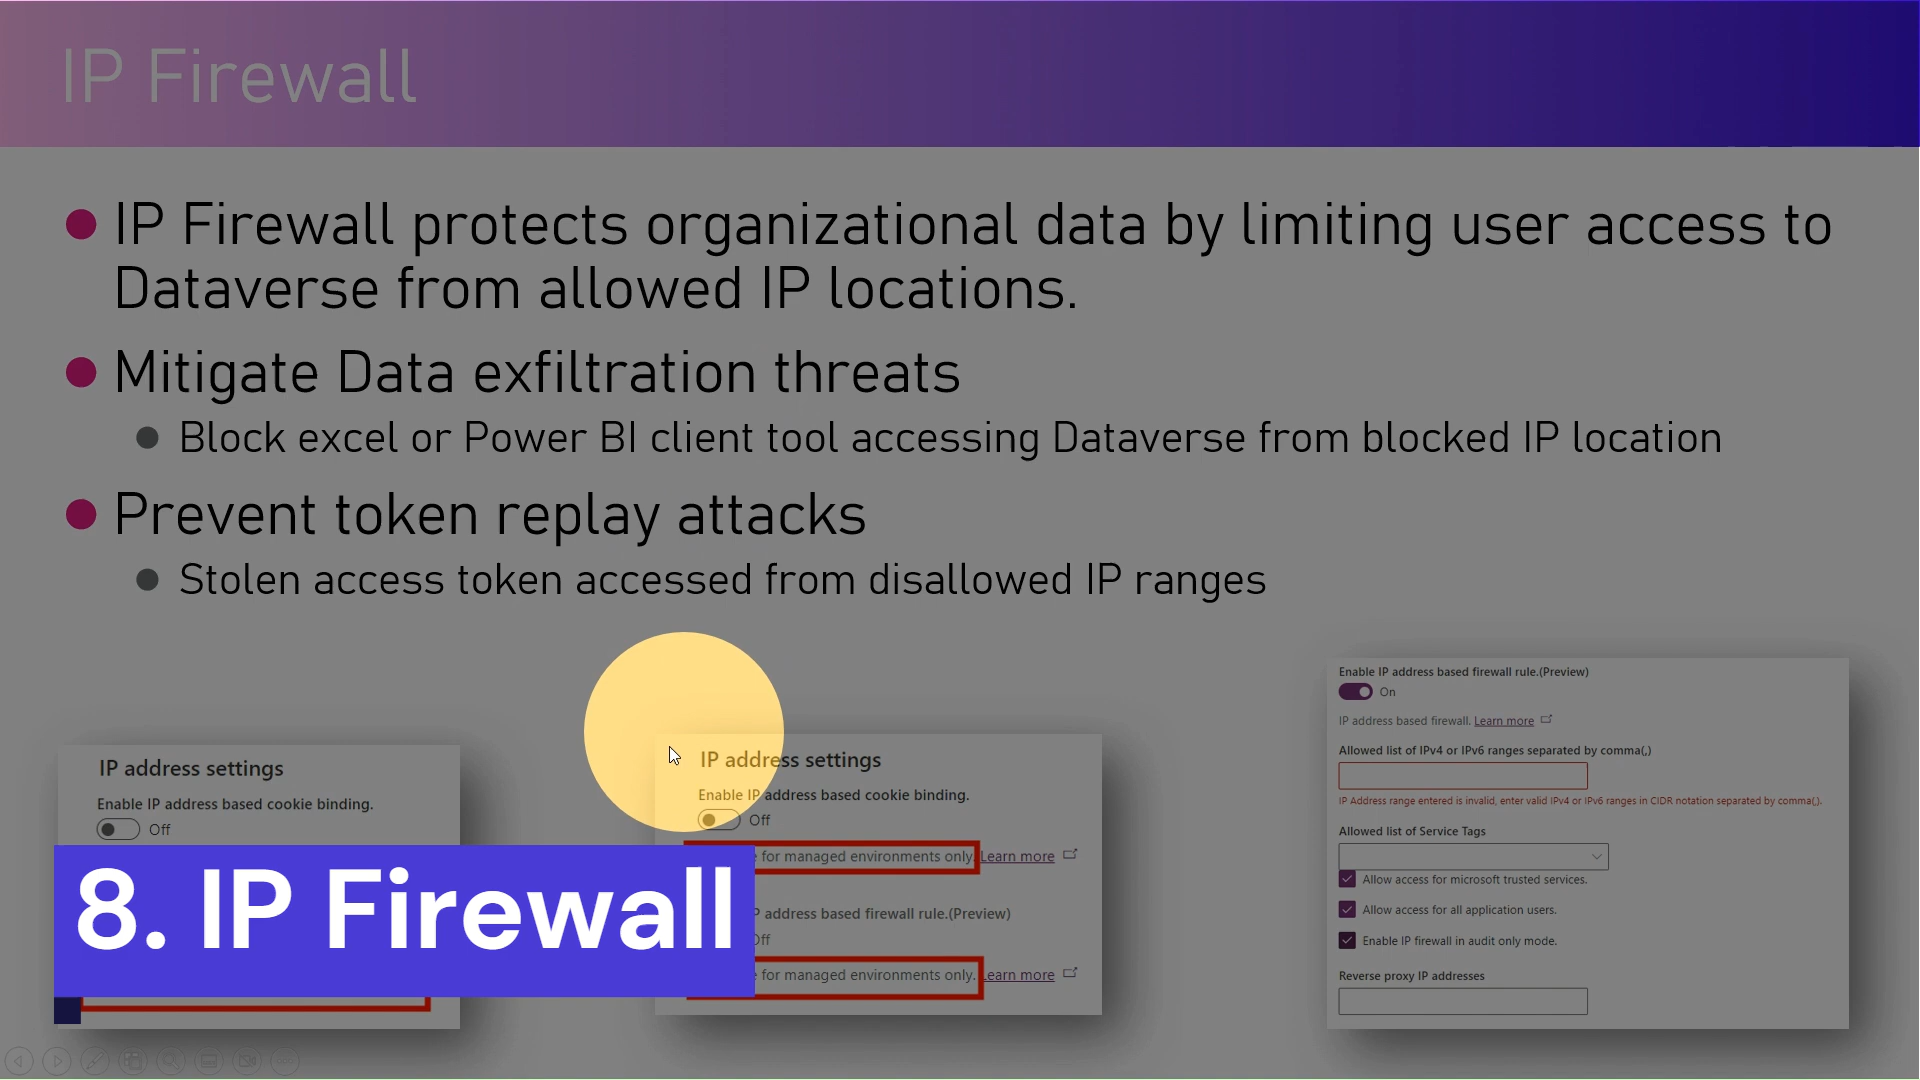 IP Firewall
IP Firewall protects organizational data by limiting user access to
Dataverse from allowed IP locations.
Mitigate Data exfiltration threats
Block excel or Power BI client tool accessing Dataverse from blocked IP location
Prevent token replay attacks
Stolen access token accessed from disallowed IP ranges
IP address settings
Enable IP address based cookie binding.
Off
8. IP Firewall
IP address settings
Enable IP address based cookie binding.
Off
for managed environments only. Learn more
address based firewall rule.(Preview)
Off
for managed environments only. Learn more
Enable IP address based firewall rule.(Preview)
On
IP address based firewall. Learn more
Allowed list of IPv4 or IPv6 ranges separated by comma(,)
IP Address range entered is invalid, enter valid IPv4 or IPv6 ranges in CIDR notation separated by comma(,).
Allowed list of Service Tags
Allow access for microsoft trusted services.
Allow access for all application users.
Enable IP firewall in audit only mode.
Reverse proxy IP addresses